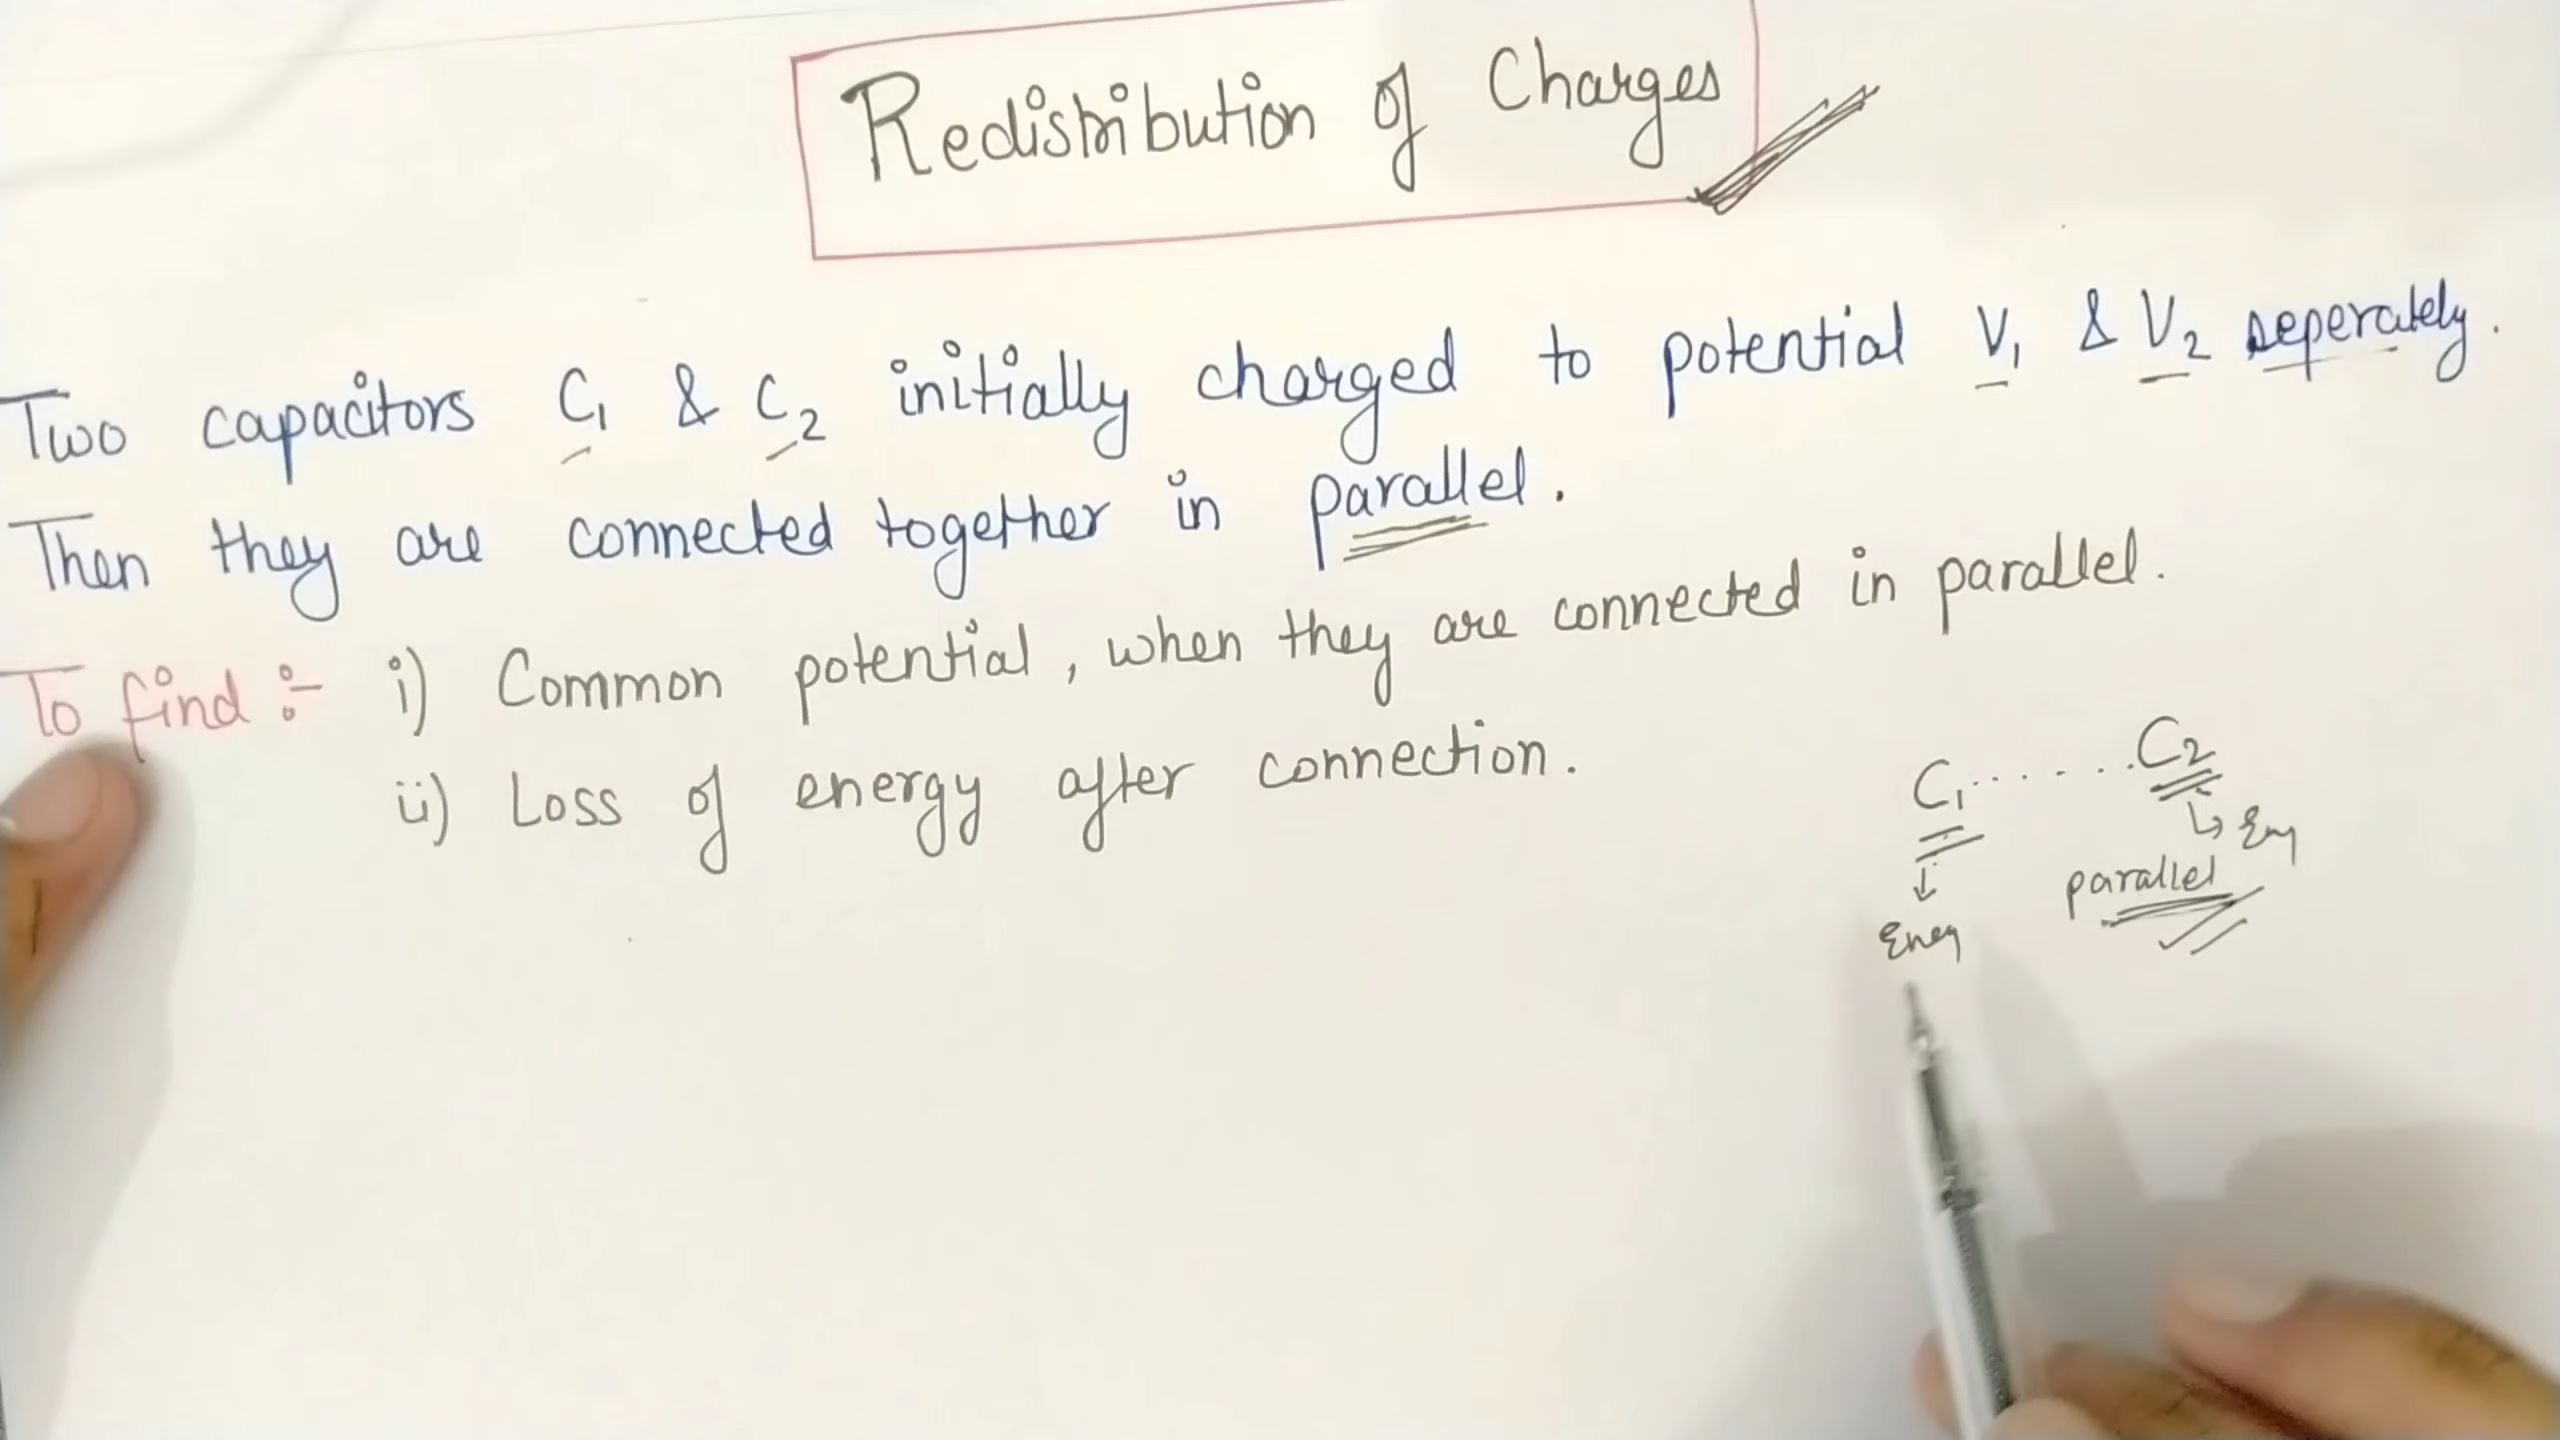 Redistribution of Charges
Two capacitors C₁ & C₂ initially charged to potential V₁ & V₂ seperately.
Then they are connected together in parallel.
To find :- i) Common potential, when they are connected in parallel.
ii) Loss of energy after connection.
C₁ ...... C₂
↓ ↳
parallel